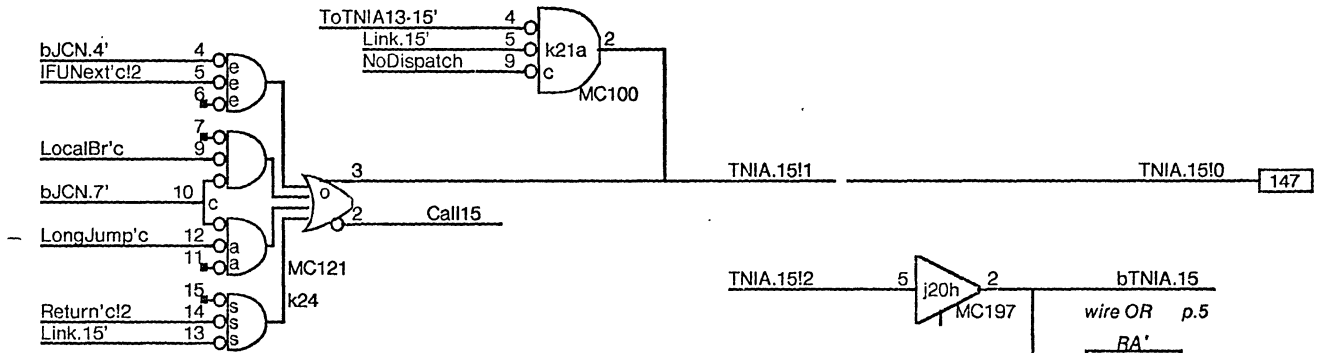 ToTNIA13-15' 4
Link.15' 5 k21a 2
NoDispatch 9 c
MC100
bJCN.4' 4 e
IFUNext'c!2 5 e
6 e
7
LocalBr'c 9
bJCN.7' 10 c
LongJump'c 12 a
11 a
MC121
k24
15 s
Return'c!2 14 s
Link.15' 13 s
o 3
2 Call15
TNIA.15!1 TNIA.15!0 147
TNIA.15!2 5 j20h 2 bTNIA.15
MC197 wire OR p.5
RA'